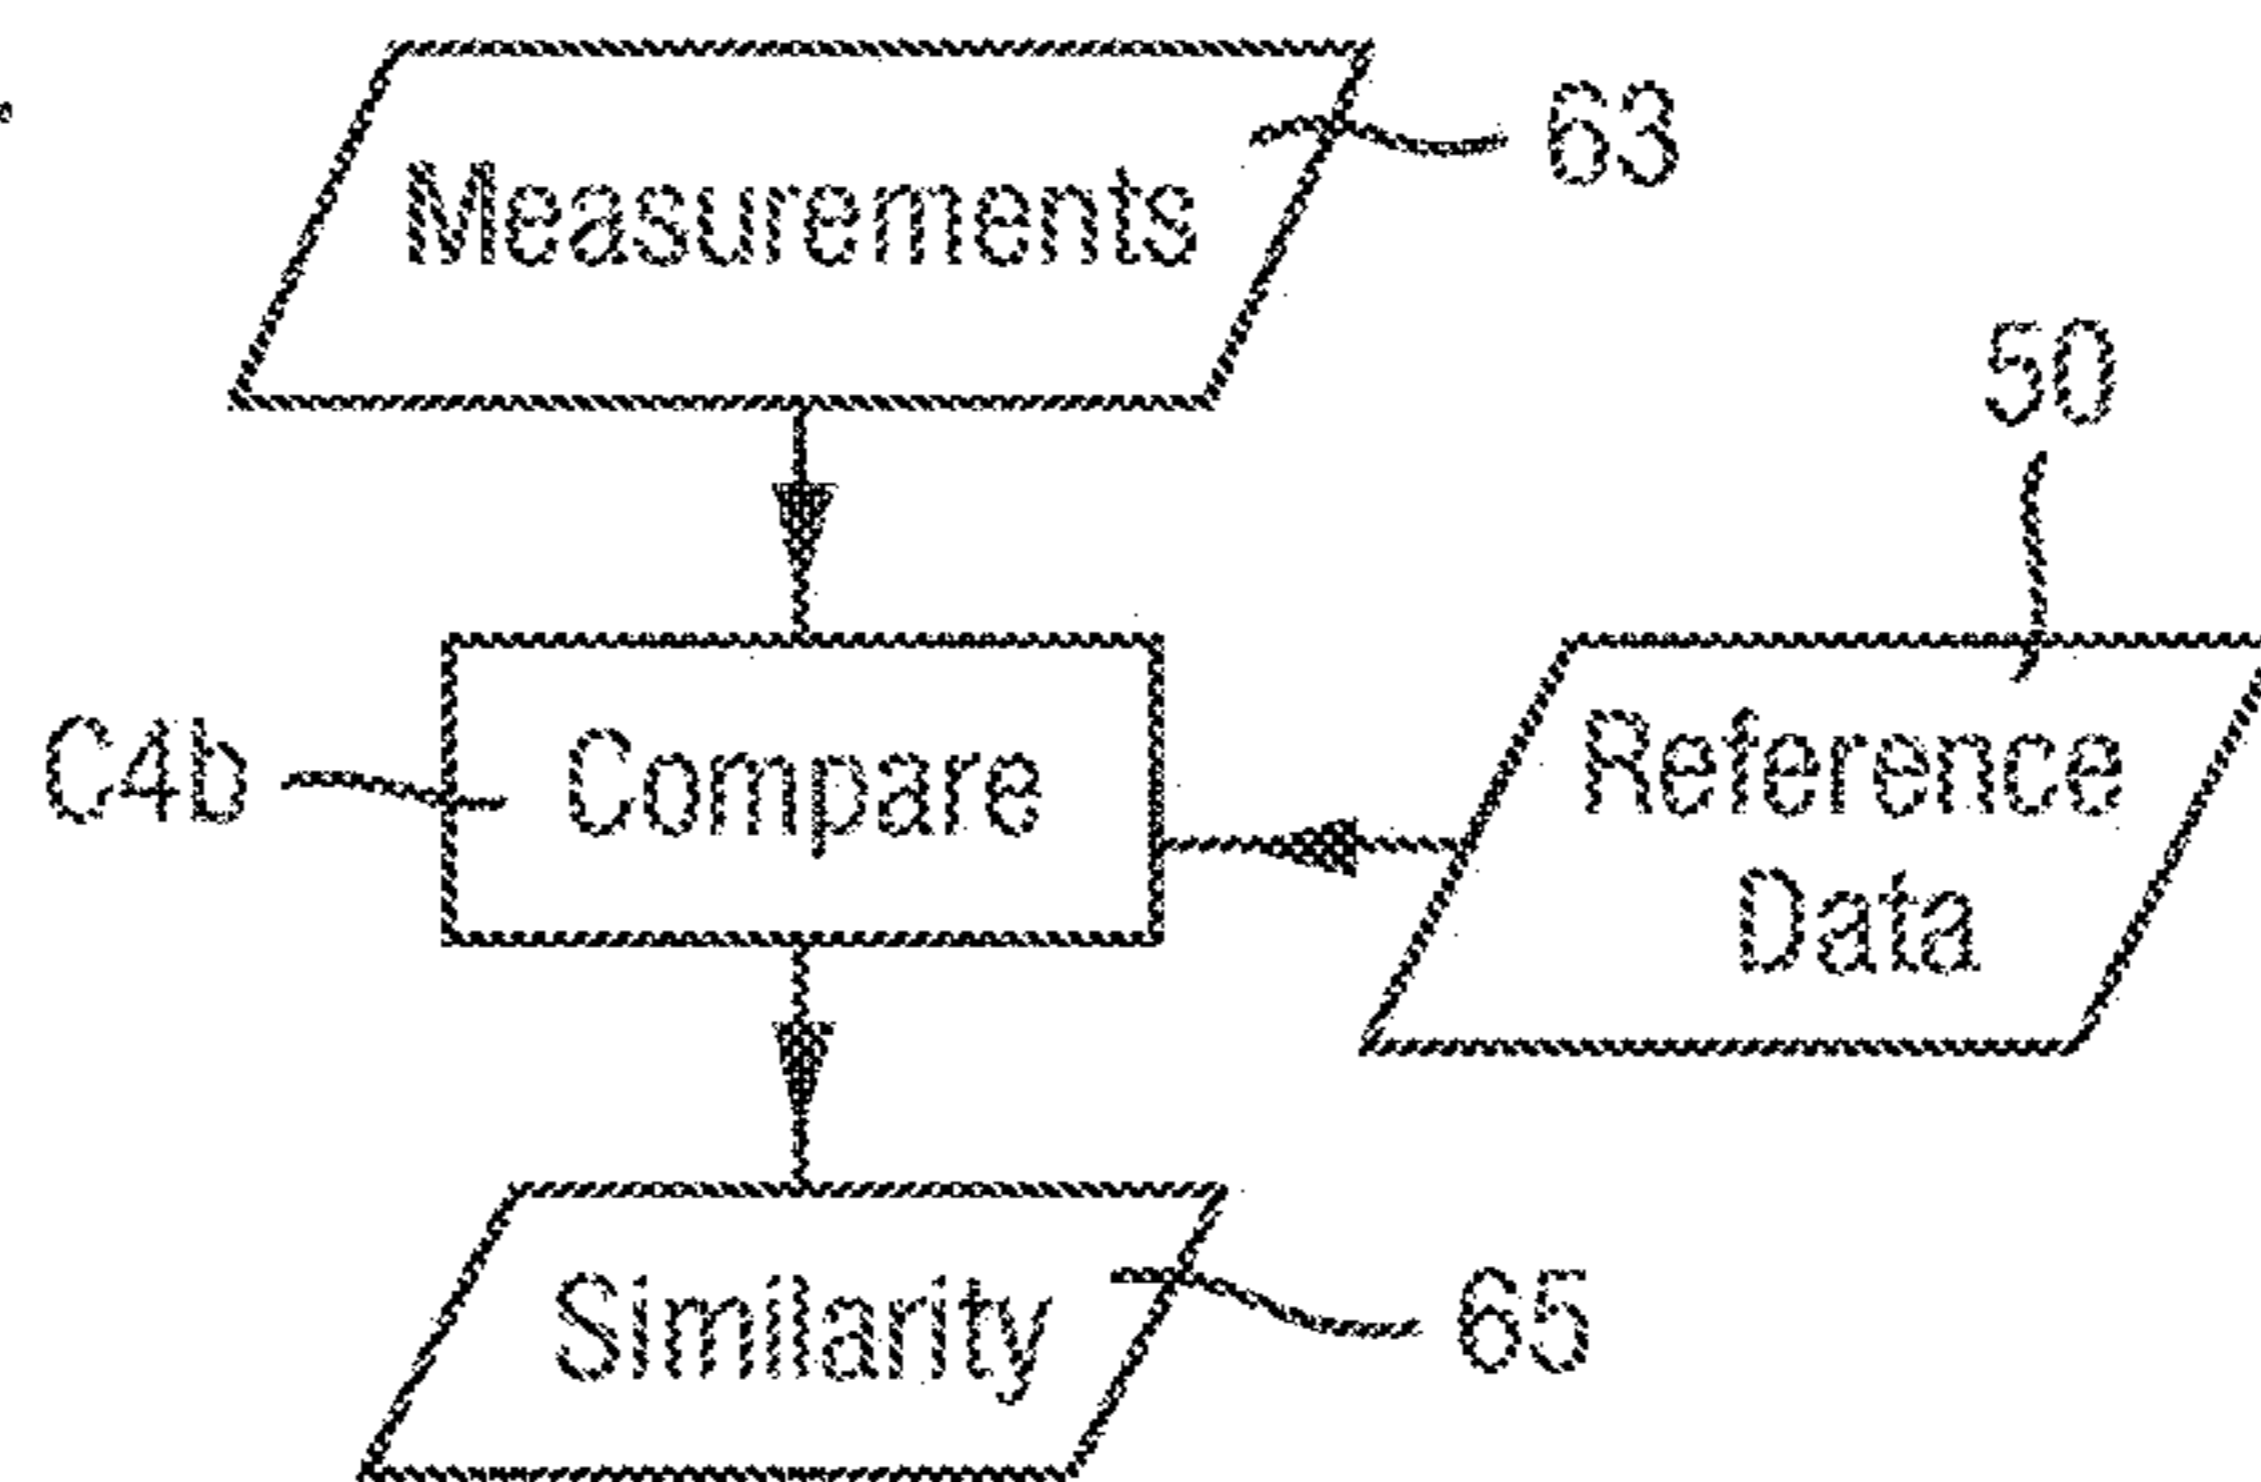 63
Measurements
50
C4b
Compare
Reference
Data
Similarity
65